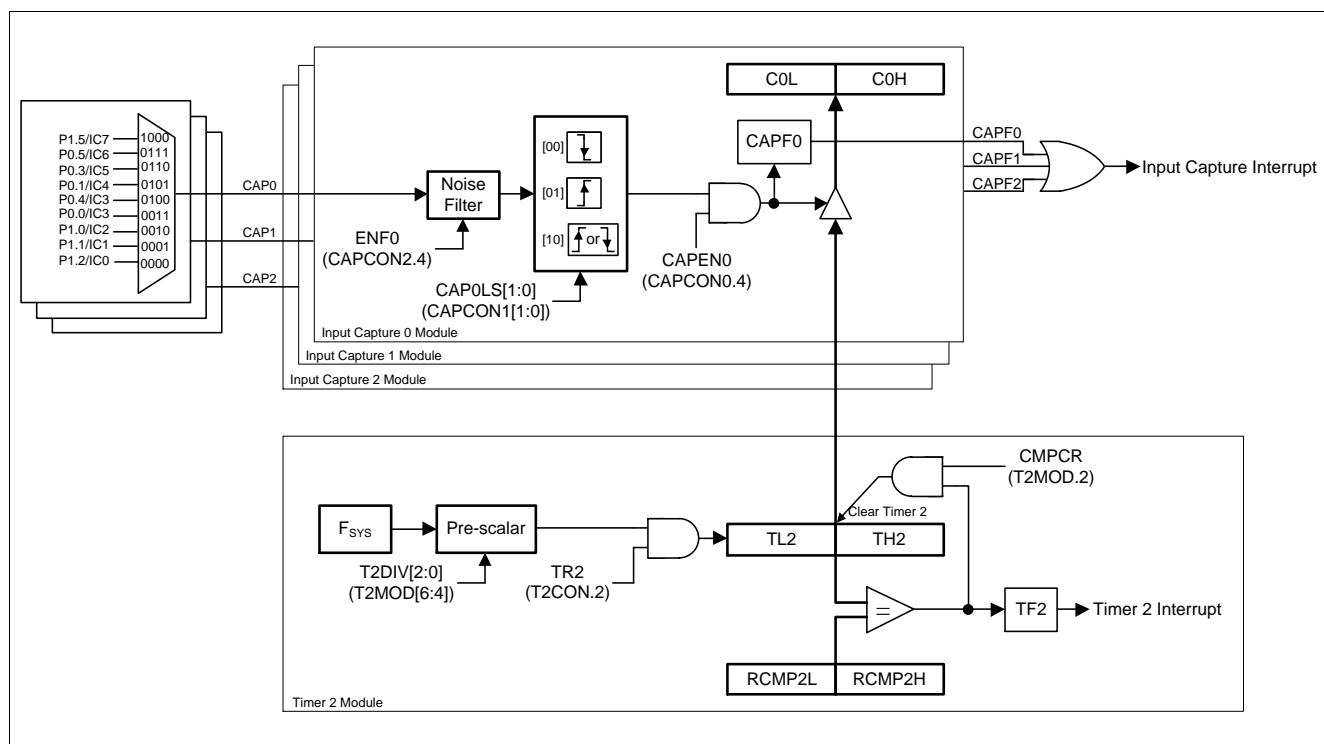 C0L C0H
P1.5/IC7 1000
P0.5/IC6 0111
P0.3/IC5 0110
P0.1/IC4 0101
P0.4/IC3 0100
P0.0/IC3 0011
P1.0/IC2 0010
P1.1/IC1 0001
P1.2/IC0 0000
CAP0
CAP1
CAP2
Noise
Filter
ENF0
(CAPCON2.4)
[00]
[01]
[10] or
CAP0LS[1:0]
(CAPCON1[1:0])
CAPEN0
(CAPCON0.4)
CAPF0
CAPF0
CAPF1
CAPF2
Input Capture Interrupt
Input Capture 0 Module
Input Capture 1 Module
Input Capture 2 Module
CMPCR
(T2MOD.2)
Clear Timer 2
FSYS
Pre-scalar
T2DIV[2:0]
(T2MOD[6:4])
TR2
(T2CON.2)
TL2 TH2
=
TF2
Timer 2 Interrupt
RCMP2L RCMP2H
Timer 2 Module